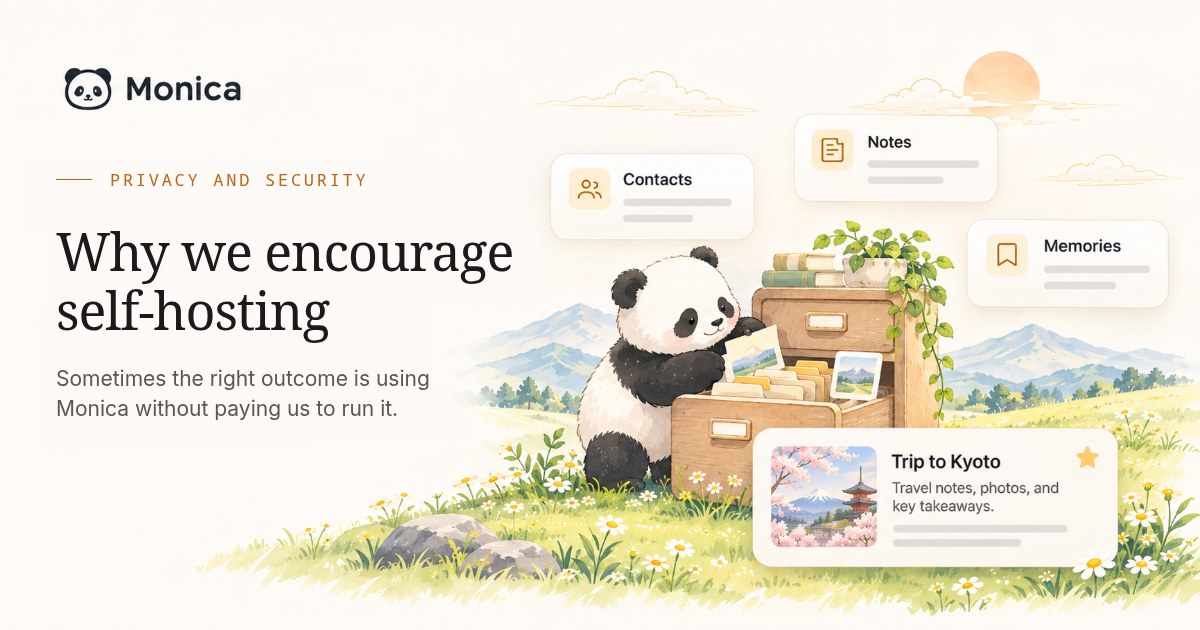 Monica
PRIVACY AND SECURITY
Why we encourage
self-hosting
Sometimes the right outcome is using
Monica without paying us to run it.
Contacts
Notes
Memories
Trip to Kyoto
Travel notes, photos, and
key takeaways.